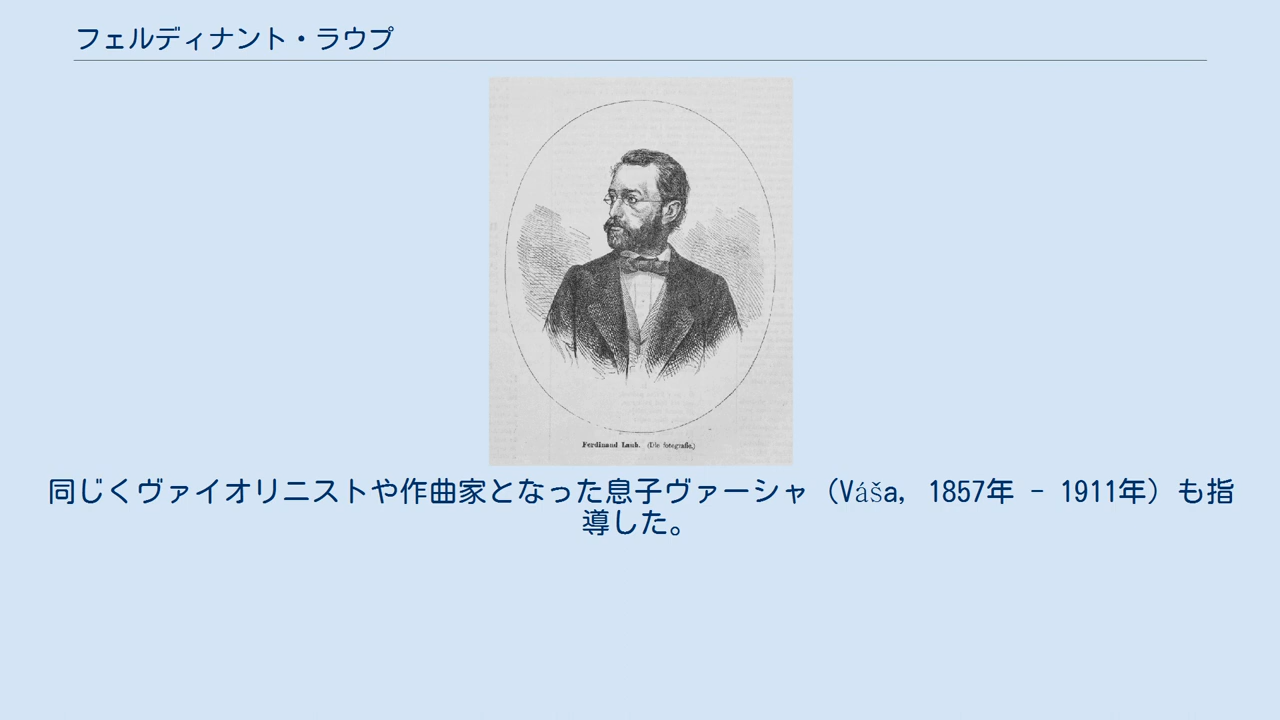 フェルディナント・ラウプ
Ferdinand Laub. (Dle fotografie.)
同じくヴァイオリニストや作曲家となった息子ヴァーシャ（Váša, 1857年 - 1911年）も指
導した。